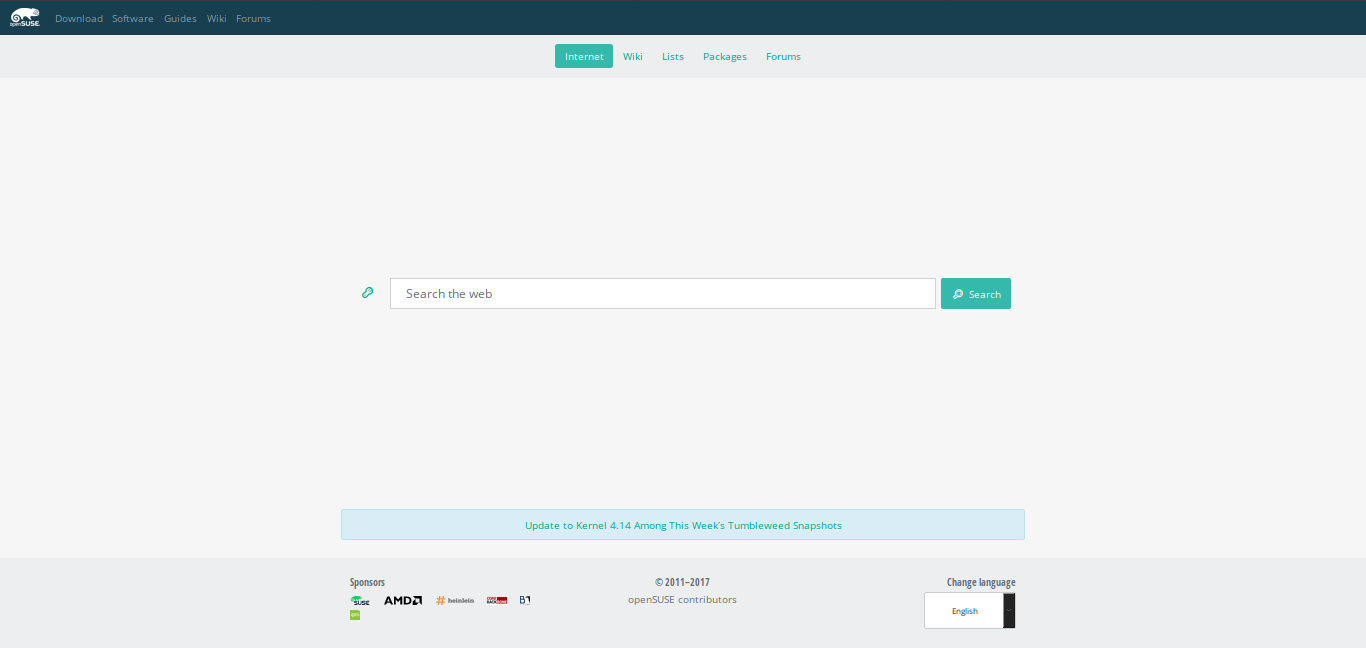 openSUSE
Download Software Guides Wiki Forums
Internet Wiki Lists Packages Forums
Search the web
Search
Update to Kernel 4.14 Among This Week's Tumbleweed Snapshots
Sponsors
SUSE AMD heinlein B1
© 2011–2017
openSUSE contributors
Change language
English